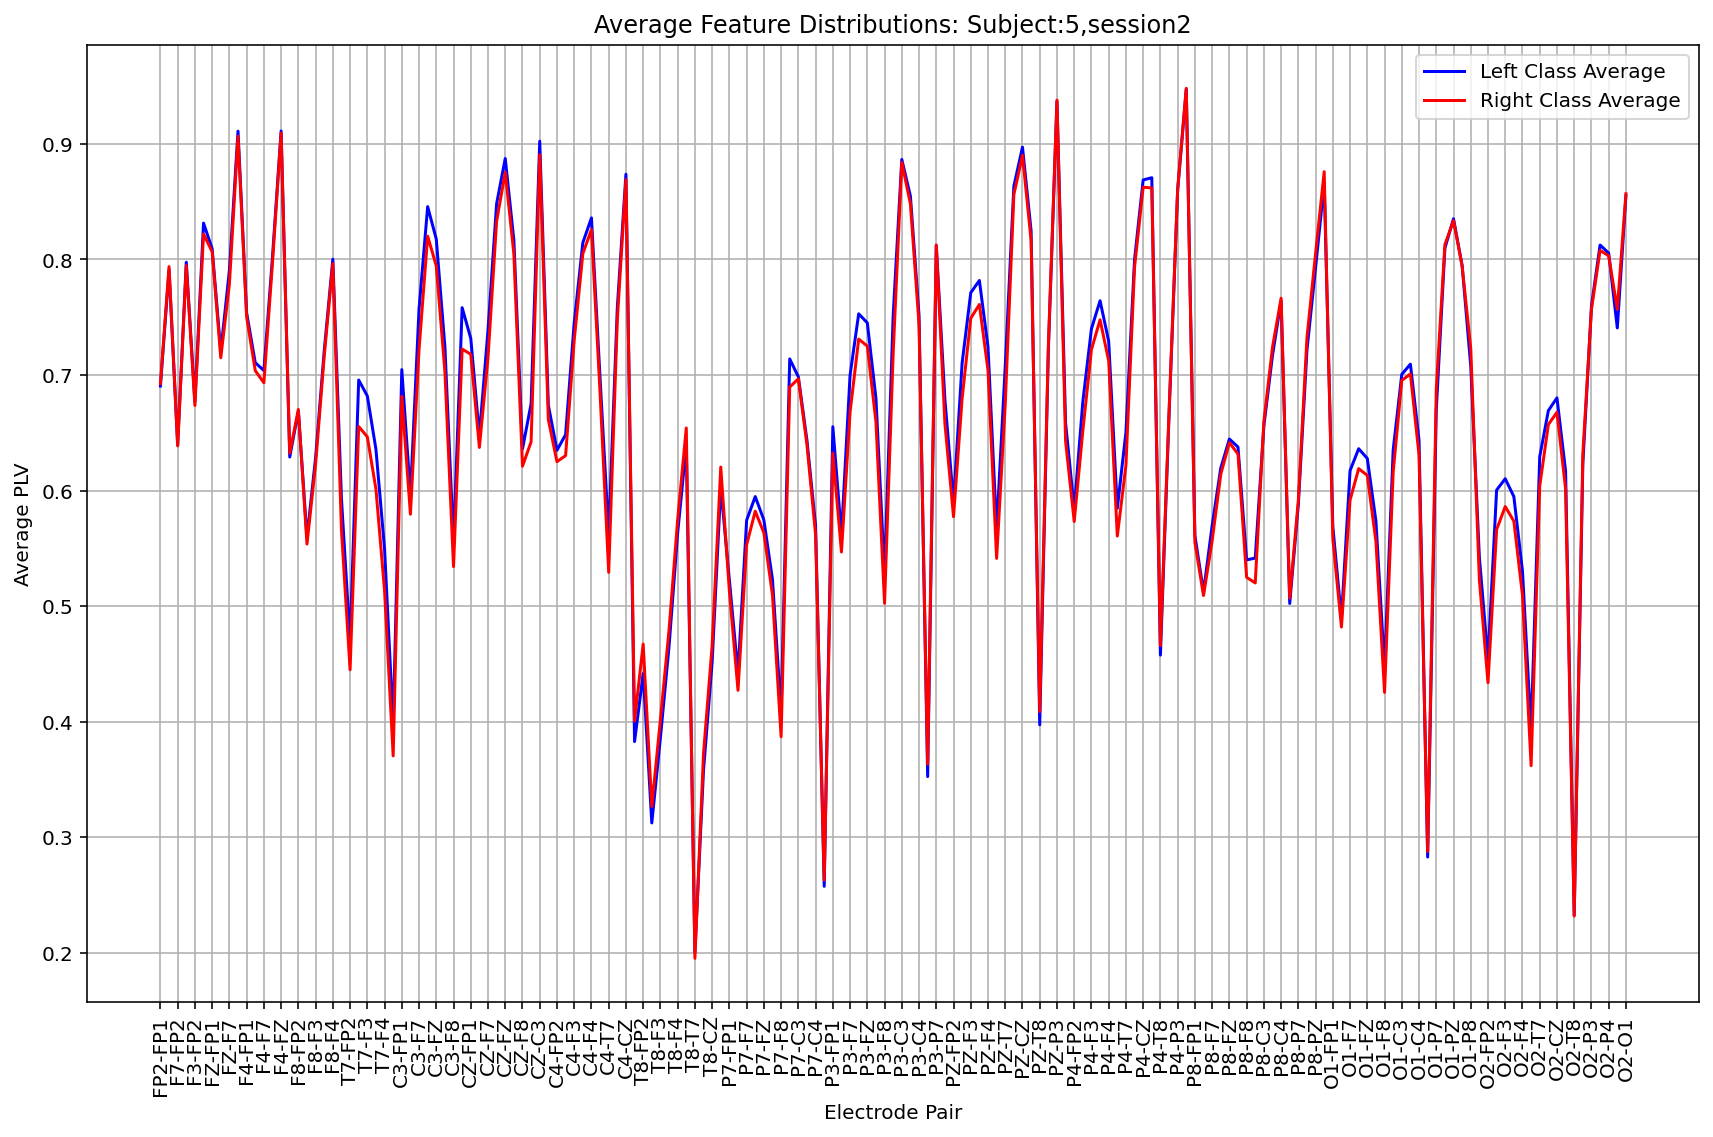 Average Feature Distributions: Subject:5,session2
Left Class Average
Right Class Average
Average PLV
0.9
0.8
0.7
0.6
0.5
0.4
0.3
0.2
FP2-FP1
F7-FP2
F3-FP2
FZ-FP1
FZ-F7
F4-FP1
F4-F7
F4-FZ
F8-FP2
F8-F3
F8-F4
T7-FP2
T7-F3
T7-F4
C3-FP1
C3-F7
C3-FZ
C3-F8
CZ-FP1
CZ-F7
CZ-FZ
CZ-F8
CZ-C3
C4-FP2
C4-F3
C4-F4
C4-T7
C4-CZ
T8-FP2
T8-F3
T8-F4
T8-T7
T8-CZ
P7-FP1
P7-F7
P7-FZ
P7-F8
P7-C3
P7-C4
P3-FP1
P3-F7
P3-FZ
P3-F8
P3-C3
P3-C4
P3-P7
PZ-FP2
PZ-F3
PZ-F4
PZ-T7
PZ-CZ
PZ-T8
PZ-P3
P4-FP2
P4-F3
P4-F4
P4-T7
P4-CZ
P4-T8
P4-P3
P8-FP1
P8-F7
P8-FZ
P8-F8
P8-C3
P8-C4
P8-P7
P8-PZ
O1-FP1
O1-F7
O1-FZ
O1-F8
O1-C3
O1-C4
O1-P7
O1-PZ
O1-P8
O2-FP2
O2-F3
O2-F4
O2-T7
O2-CZ
O2-T8
O2-P3
O2-P4
O2-O1
Electrode Pair